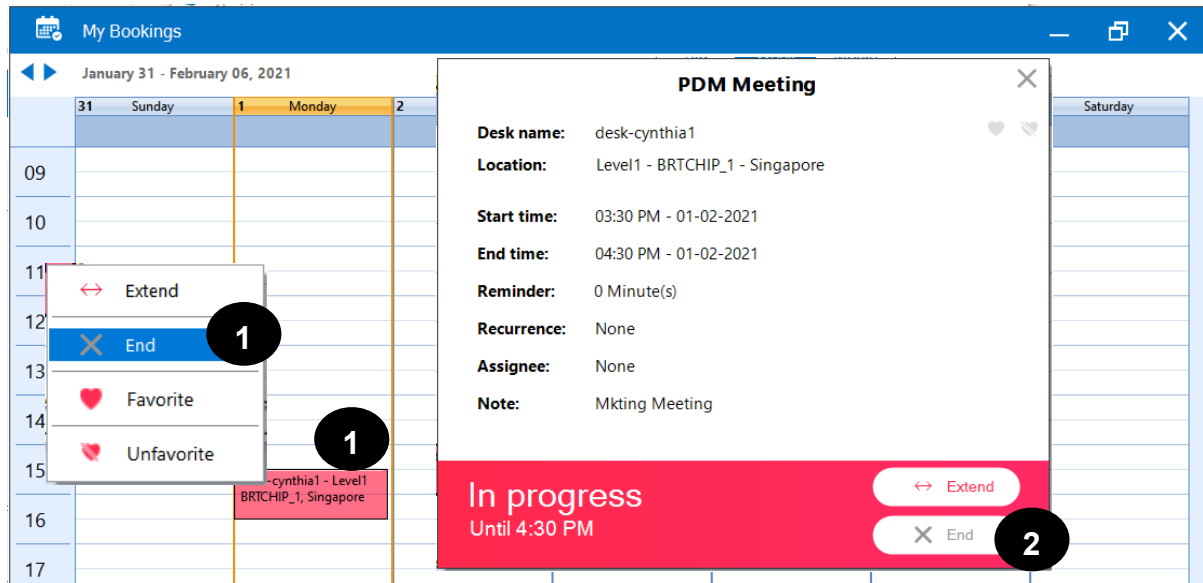 My Bookings
January 31 - February 06, 2021
31 Sunday
1 Monday
2
Saturday
09
10
11
12
13
14
15
16
17
Extend
End
1
Favorite
Unfavorite
1
-cynthia1 - Level1
BRTCHIP_1, Singapore
PDM Meeting
Desk name: desk-cynthia1
Location: Level1 - BRTCHIP_1 - Singapore
Start time: 03:30 PM - 01-02-2021
End time: 04:30 PM - 01-02-2021
Reminder: 0 Minute(s)
Recurrence: None
Assignee: None
Note: Mkting Meeting
In progress
Until 4:30 PM
Extend
End
2